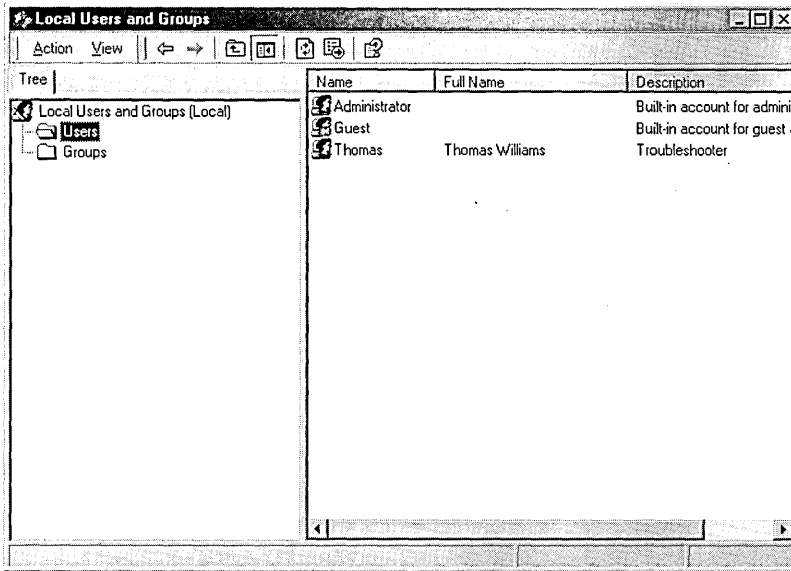 Local Users and Groups
Action View
Tree
Local Users and Groups (Local)
Users
Groups
Name Full Name Description
Administrator Built-in account for admini
Guest Built-in account for guest
Thomas Thomas Williams Troubleshooter